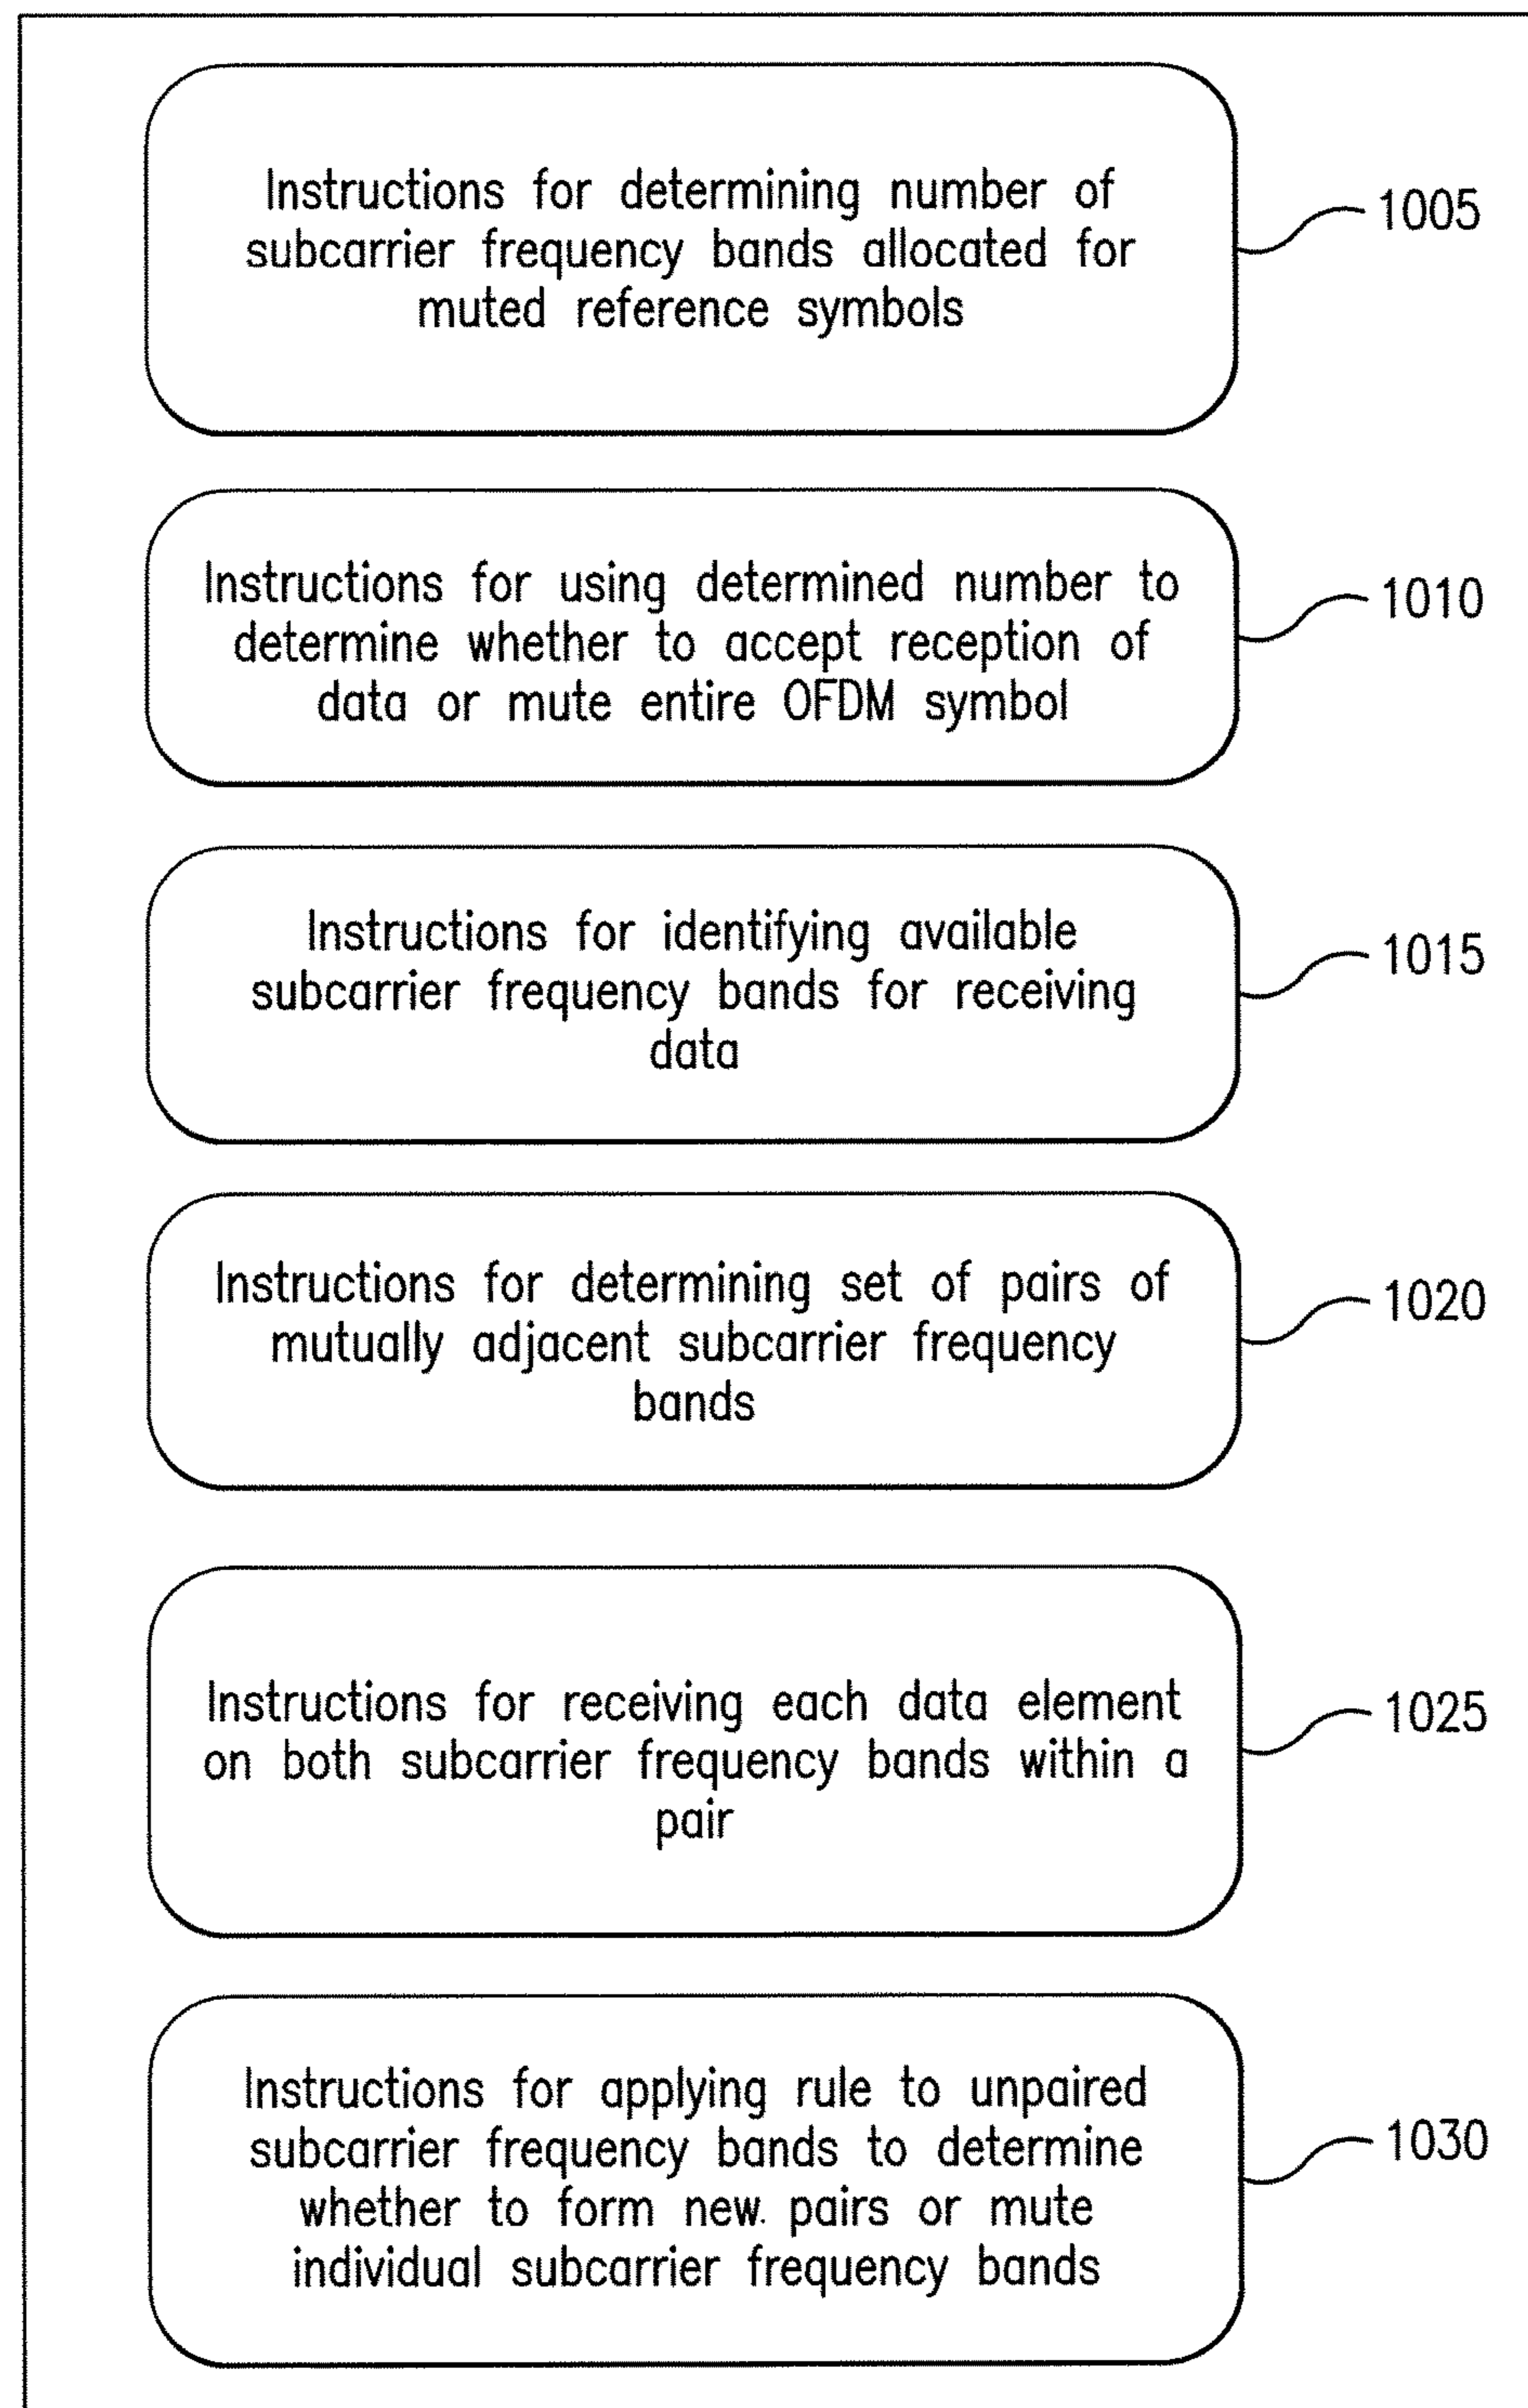 Instructions for determining number of
subcarrier frequency bands allocated for
muted reference symbols
1005
Instructions for using determined number to
determine whether to accept reception of
data or mute entire OFDM symbol
1010
Instructions for identifying available
subcarrier frequency bands for receiving
data
1015
Instructions for determining set of pairs of
mutually adjacent subcarrier frequency
bands
1020
Instructions for receiving each data element
on both subcarrier frequency bands within a
pair
1025
Instructions for applying rule to unpaired
subcarrier frequency bands to determine
whether to form new pairs or mute
individual subcarrier frequency bands
1030